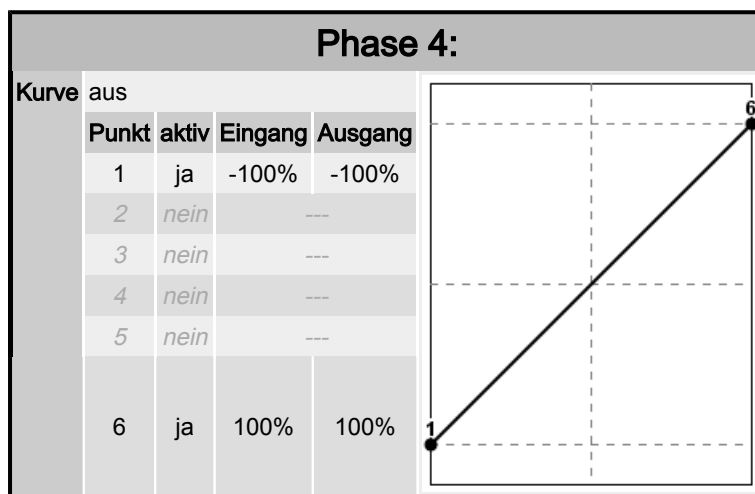 Phase 4:
Kurve aus
Punkt aktiv Eingang Ausgang
1 ja -100% -100%
2 nein ---
3 nein ---
4 nein ---
5 nein ---
6 ja 100% 100%
6
1